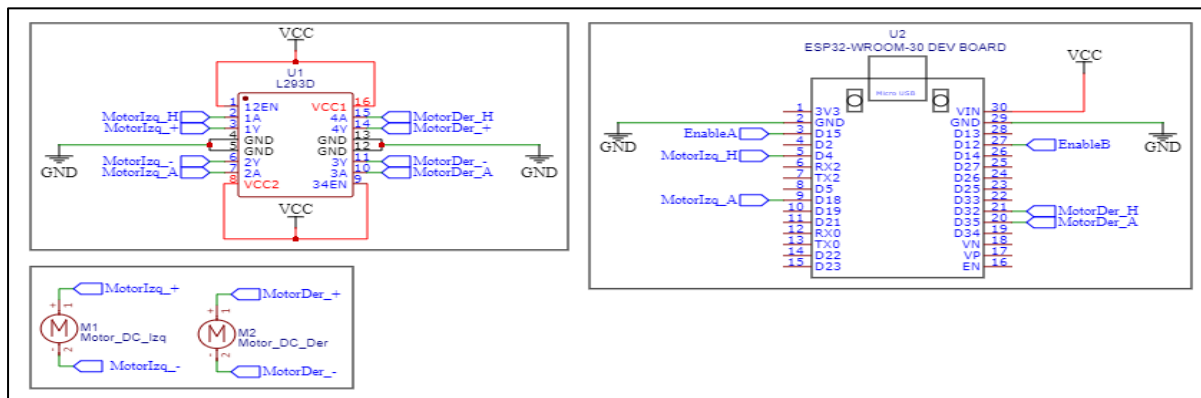 VCC
U1
L293D
1 12EN VCC1 16
MotorIzq_H 2 1A 4A 15 MotorDer_H
MotorIzq_+ 3 1Y 4Y 14 MotorDer_+
4 GND GND 13
5 GND GND 12
MotorIzq_- 6 2Y 3Y 11 MotorDer_-
MotorIzq_A 7 2A 3A 10 MotorDer_A
8 VCC2 34EN 9
GND
GND
VCC
MotorIzq_+
+ 1
M
M1
Motor_DC_Izq
- 2
MotorIzq_-
MotorDer_+
+ 1
M
M2
Motor_DC_Der
- 2
MotorDer_-
U2
ESP32-WROOM-30 DEV BOARD
VCC
Micro USB
1 3V3 VIN 30
2 GND GND 29
EnableA 3 D15 D13 28
4 D2 D12 27 EnableB
MotorIzq_H 5 D4 D14 26
6 RX2 D27 25
7 TX2 D26 24
8 D5 D25 23
MotorIzq_A 9 D18 D33 22
10 D19 D32 21 MotorDer_H
11 D21 D35 20 MotorDer_A
12 RX0 D34 19
13 TX0 VN 18
14 D22 VP 17
15 D23 EN 16
GND
GND